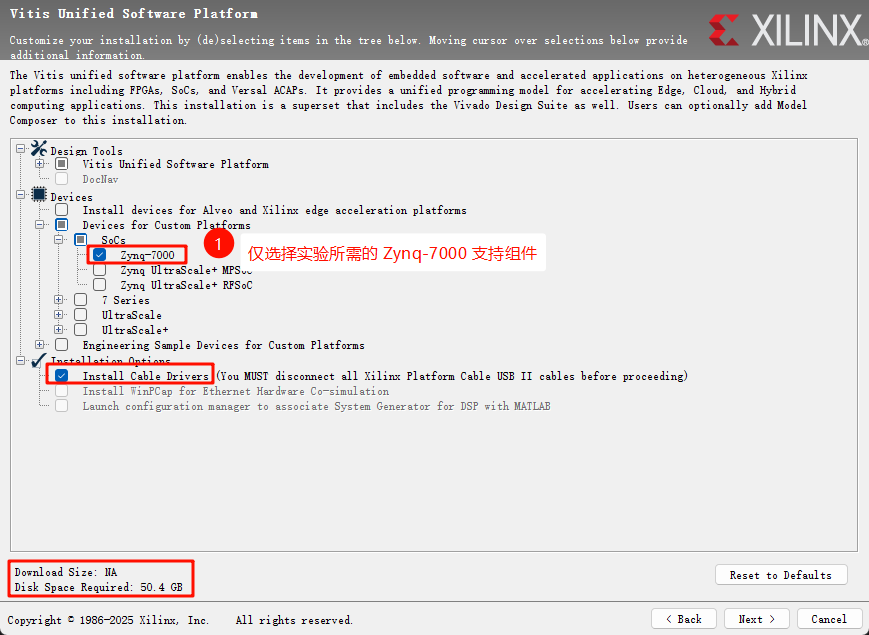 Vitis Unified Software Platform
Customize your installation by (de)selecting items in the tree below. Moving cursor over selections below provide
additional information.
XILINX®
The Vitis unified software platform enables the development of embedded software and accelerated applications on heterogeneous Xilinx
platforms including FPGAs, SoCs, and Versal ACAPs. It provides a unified programming model for accelerating Edge, Cloud, and Hybrid
computing applications. This installation is a superset that includes the Vivado Design Suite as well. Users can optionally add Model
Composer to this installation.
Design Tools
Vitis Unified Software Platform
DocNav
Devices
Install devices for Alveo and Xilinx edge acceleration platforms
Devices for Custom Platforms
SoCs
Zynq-7000
1 仅选择实验所需的 Zynq-7000 支持组件
Zynq UltraScale+ MPSoC
Zynq UltraScale+ RFSoC
7 Series
UltraScale
UltraScale+
Engineering Sample Devices for Custom Platforms
Installation Options
Install Cable Drivers (You MUST disconnect all Xilinx Platform Cable USB II cables before proceeding)
Install WinPCap for Ethernet Hardware Co-simulation
Launch configuration manager to associate System Generator for DSP with MATLAB
Download Size: NA
Disk Space Required: 50.4 GB
Reset to Defaults
Copyright © 1986-2025 Xilinx, Inc. All rights reserved.
< Back
Next >
Cancel